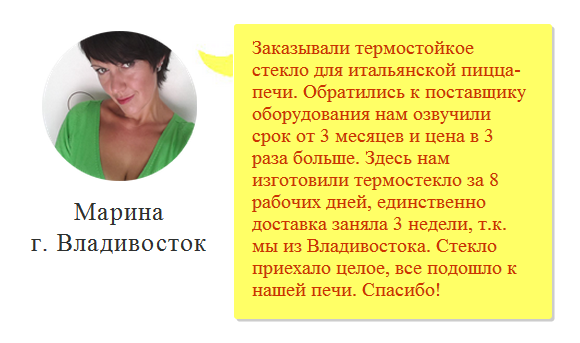 Заказывали термостойкое
стекло для итальянской пицца-
печи. Обратились к поставщику
оборудования нам озвучили
срок от 3 месяцев и цена в 3
раза больше. Здесь нам
изготовили термостекло за 8
рабочих дней, единственно
доставка заняла 3 недели, т.к.
мы из Владивостока. Стекло
приехало целое, все подошло к
нашей печи. Спасибо!
Марина
г. Владивосток